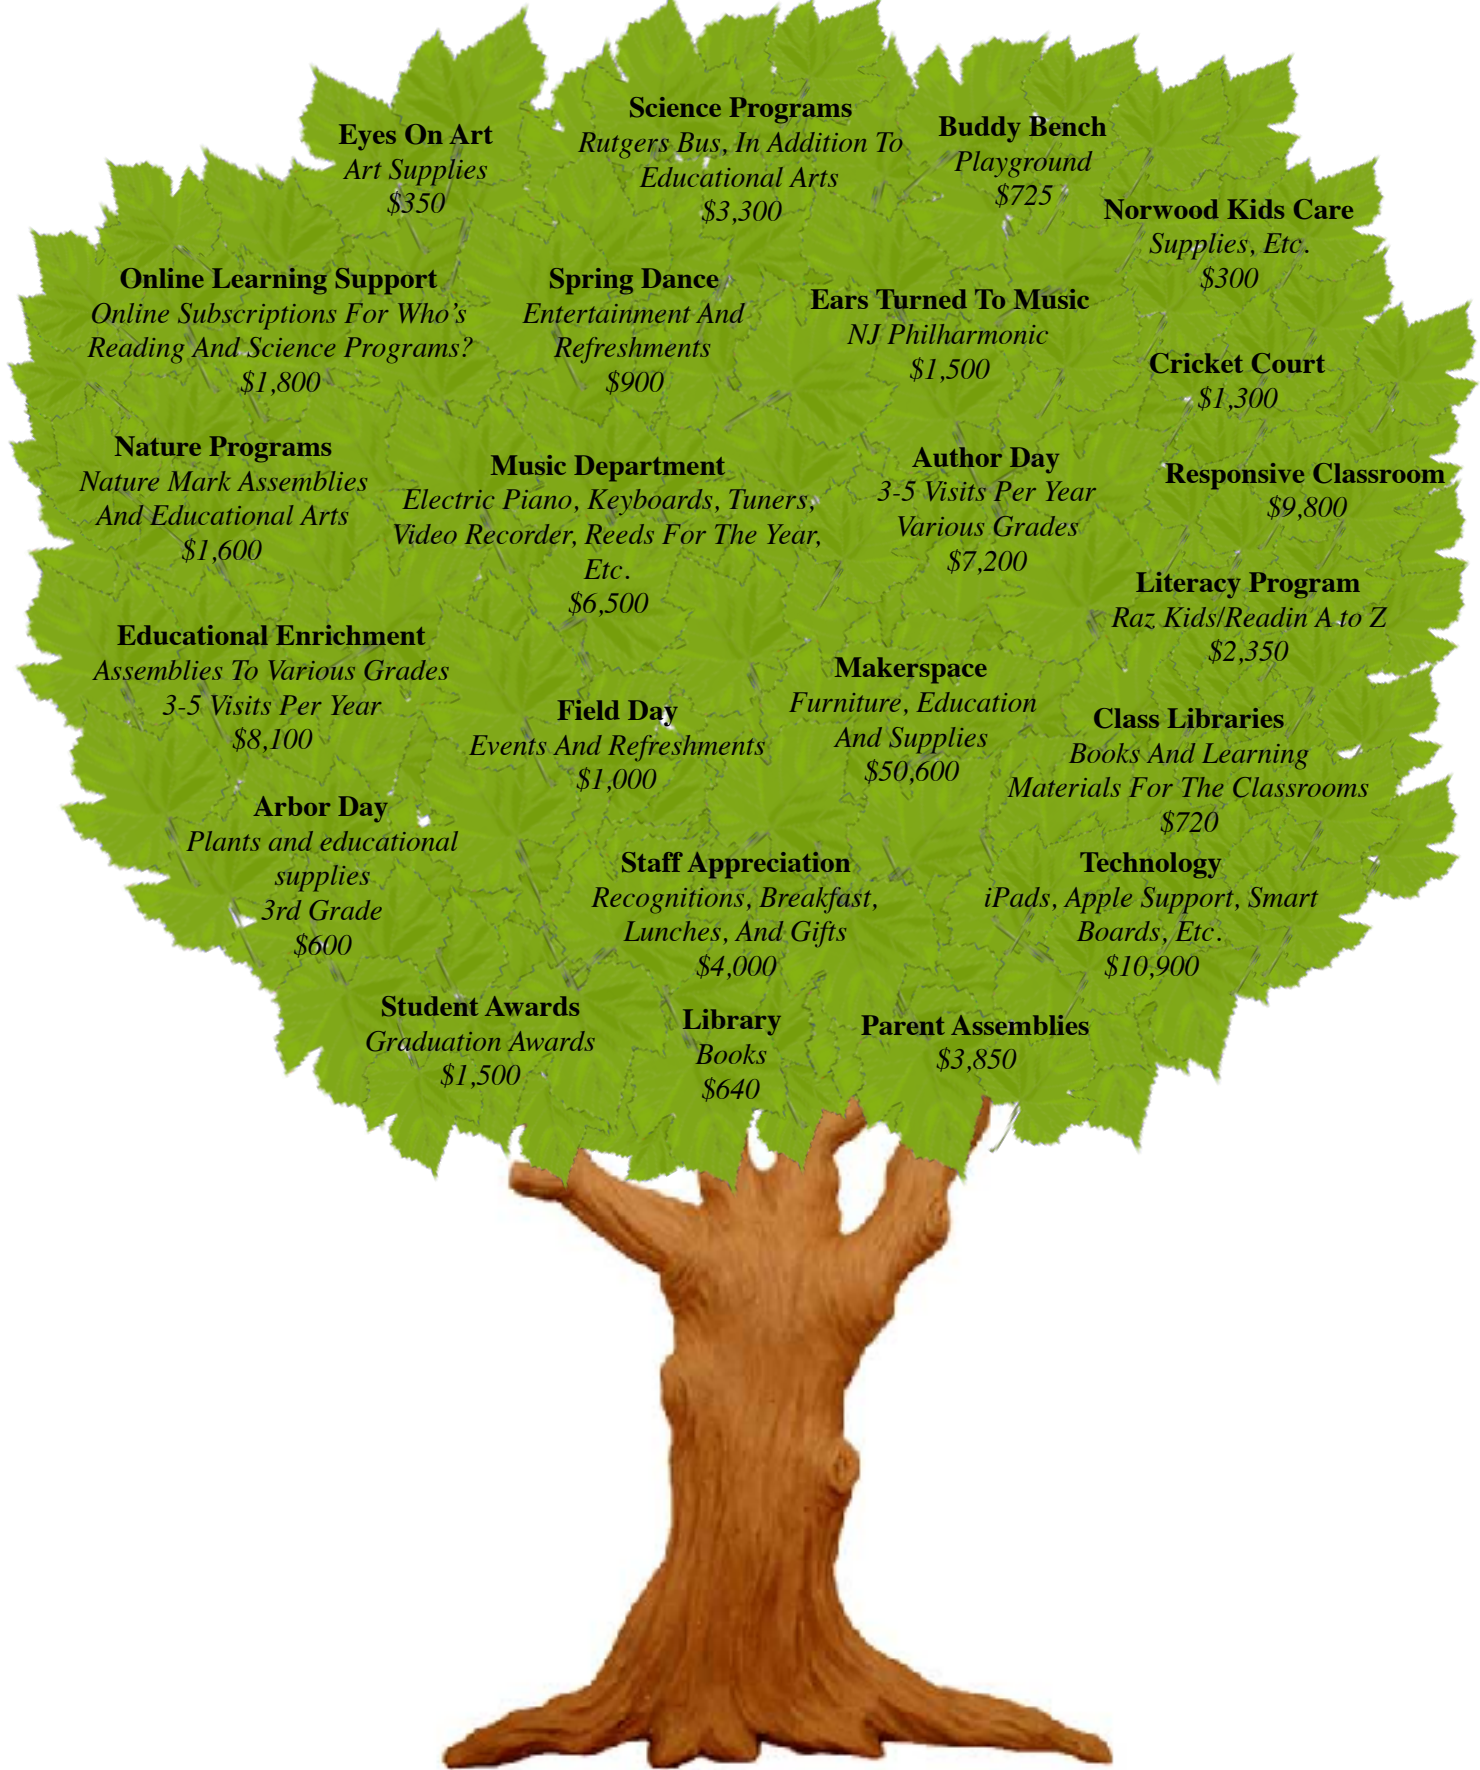 Eyes On Art
Art Supplies
$350
Science Programs
Rutgers Bus, In Addition To
Educational Arts
$3,300
Buddy Bench
Playground
$725
Norwood Kids Care
Supplies, Etc.
$300
Online Learning Support
Online Subscriptions For Who’s
Reading And Science Programs?
$1,800
Spring Dance
Entertainment And
Refreshments
$900
Ears Turned To Music
NJ Philharmonic
$1,500
Cricket Court
$1,300
Nature Programs
Nature Mark Assemblies
And Educational Arts
$1,600
Music Department
Electric Piano, Keyboards, Tuners,
Video Recorder, Reeds For The Year,
Etc.
$6,500
Author Day
3-5 Visits Per Year
Various Grades
$7,200
Responsive Classroom
$9,800
Literacy Program
Raz Kids/Readin A to Z
$2,350
Educational Enrichment
Assemblies To Various Grades
3-5 Visits Per Year
$8,100
Field Day
Events And Refreshments
$1,000
Makerspace
Furniture, Education
And Supplies
$50,600
Class Libraries
Books And Learning
Materials For The Classrooms
$720
Arbor Day
Plants and educational
supplies
3rd Grade
$600
Staff Appreciation
Recognitions, Breakfast,
Lunches, And Gifts
$4,000
Technology
iPads, Apple Support, Smart
Boards, Etc.
$10,900
Student Awards
Graduation Awards
$1,500
Library
Books
$640
Parent Assemblies
$3,850